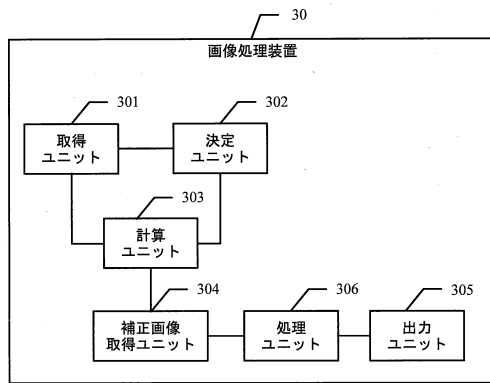 30
画像処理装置
301
302
取得
ユニット
決定
ユニット
303
計算
ユニット
304
306
305
補正画像
取得ユニット
処理
ユニット
出力
ユニット